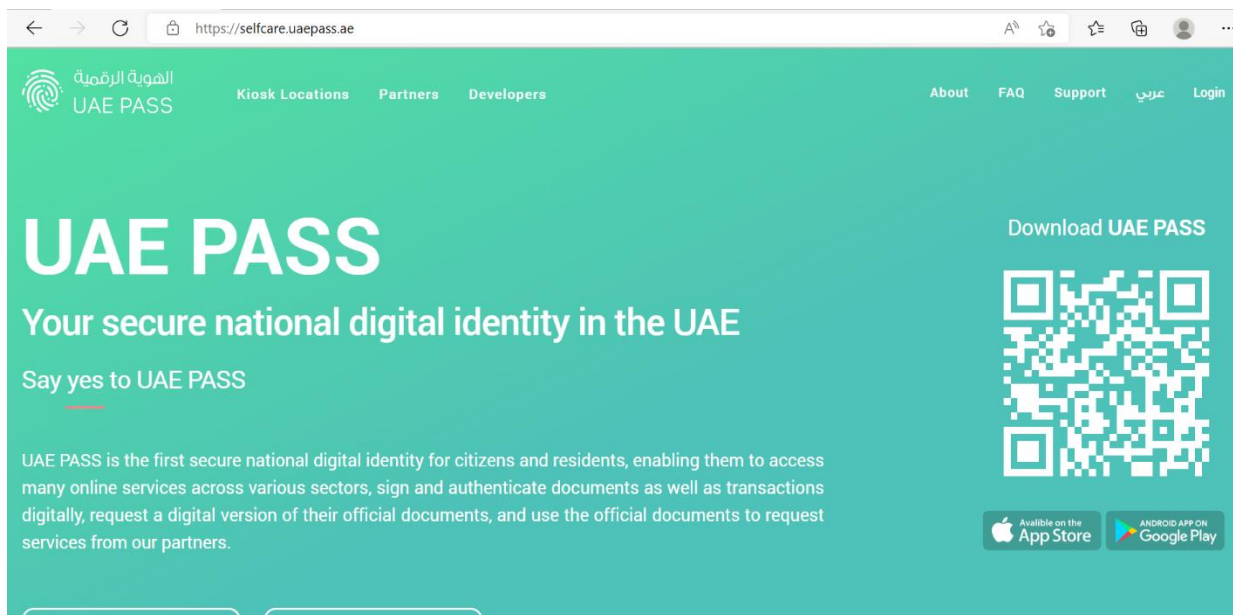 https://selfcare.uaepass.ae
الهوية الرقمية
UAE PASS
Kiosk Locations Partners Developers
About FAQ Support عربي Login
UAE PASS
Your secure national digital identity in the UAE
Say yes to UAE PASS
UAE PASS is the first secure national digital identity for citizens and residents, enabling them to access
many online services across various sectors, sign and authenticate documents as well as transactions
digitally, request a digital version of their official documents, and use the official documents to request
services from our partners.
Download UAE PASS
Avalible on the
App Store
ANDROID APP ON
Google Play